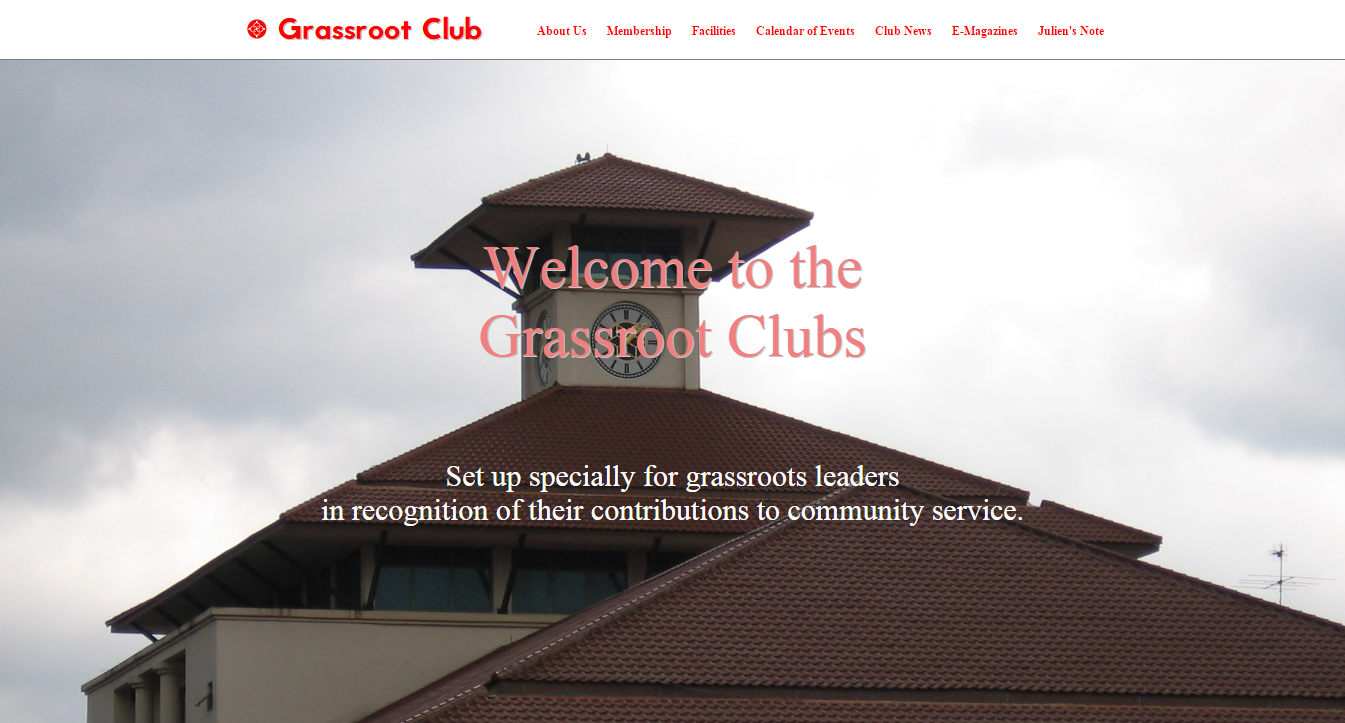 Grassroot Club
About Us Membership Facilities Calendar of Events Club News E-Magazines Julien's Note
Welcome to the
Grassroot Clubs
Set up specially for grassroots leaders
in recognition of their contributions to community service.